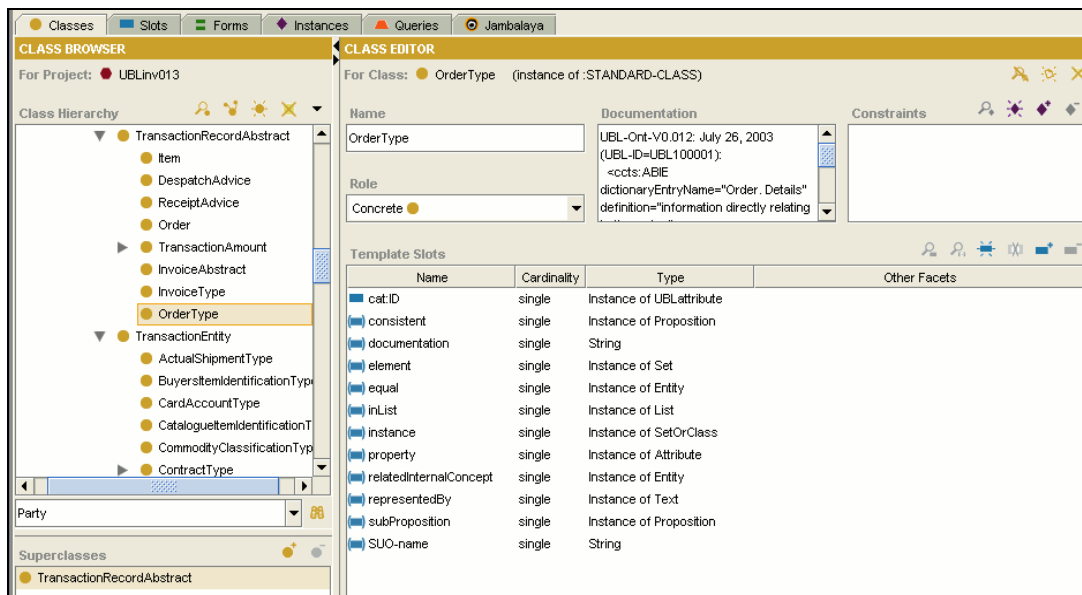 Classes Slots Forms Instances Queries Jambalaya
CLASS BROWSER
For Project: UBLinv013
Class Hierarchy
TransactionRecordAbstract
Item
DespatchAdvice
ReceiptAdvice
Order
TransactionAmount
InvoiceAbstract
InvoiceType
OrderType
TransactionEntity
ActualShipmentType
BuyersItemIdentificationType
CardAccountType
CatalogueItemIdentificationT
CommodityClassificationTyp
ContractType
Party
Superclasses
TransactionRecordAbstract
CLASS EDITOR
For Class: OrderType (instance of :STANDARD-CLASS)
Name
OrderType
Role
Concrete
Documentation
UBL-Ont-V0.012: July 26, 2003
(UBL-ID=UBL100001):
<ccts:ABIE
dictionaryEntryName="Order. Details"
definition="information directly relating
Constraints
Template Slots
Name Cardinality Type Other Facets
cat:ID single Instance of UBLattribute
consistent single Instance of Proposition
documentation single String
element single Instance of Set
equal single Instance of Entity
inList single Instance of List
instance single Instance of SetOrClass
property single Instance of Attribute
relatedInternalConcept single Instance of Entity
representedBy single Instance of Text
subProposition single Instance of Proposition
SUO-name single String